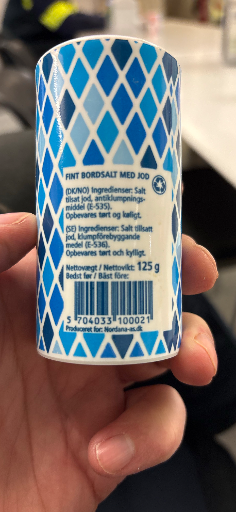 FINT BORDSALT MED JOD
(DK/NO) Ingredienser: Salt
tilsat jod, antiklumpnings-
middel (E-535).
Opbevares tørt og køligt.
(SE) Ingredienser: Salt tillsatt
jod, klumpförebyggande
medel (E-536).
Opbevares tørt och kyligt.
Nettovægt / Nettovikt: 125 g
Bedst før / Bäst före:
5 704033 100021
Produceret for: Nordana-as.dk